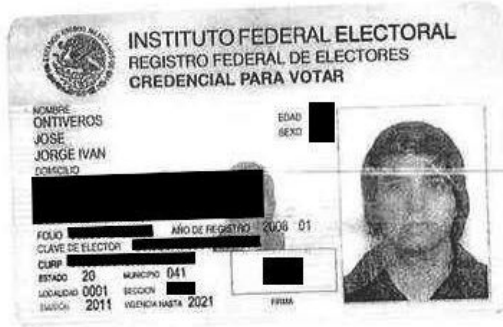 INSTITUTO FEDERAL ELECTORAL
REGISTRO FEDERAL DE ELECTORES
CREDENCIAL PARA VOTAR
NOMBRE
ONTIVEROS
JOSE
JORGE IVAN
EDAD
SEXO
DOMICILIO
FOLIO AÑO DE REGISTRO 2008 01
CLAVE DE ELECTOR
CURP
ESTADO 20 MUNICIPIO 041
LOCALIDAD 0001 SECCION
EMISIÓN 2011 VIGENCIA HASTA 2021
FIRMA